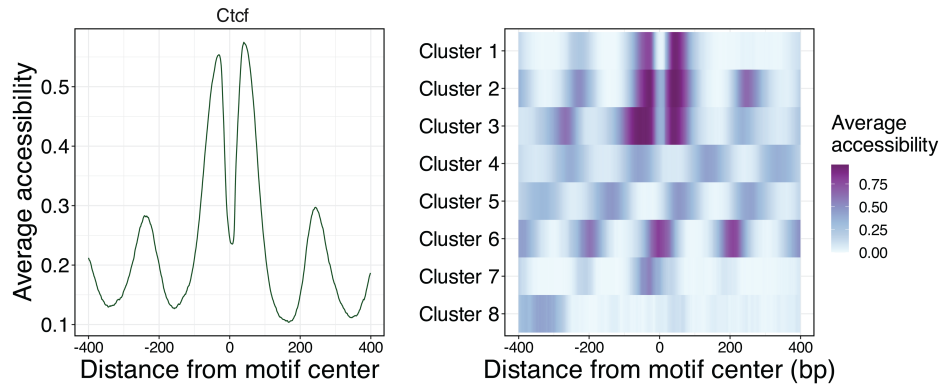 Ctcf
Average accessibility
0.5
0.4
0.3
0.2
0.1
-400 -200 0 200 400
Distance from motif center
Cluster 1
Cluster 2
Cluster 3
Cluster 4
Cluster 5
Cluster 6
Cluster 7
Cluster 8
-400 -200 0 200 400
Distance from motif center (bp)
Average
accessibility
0.75
0.50
0.25
0.00